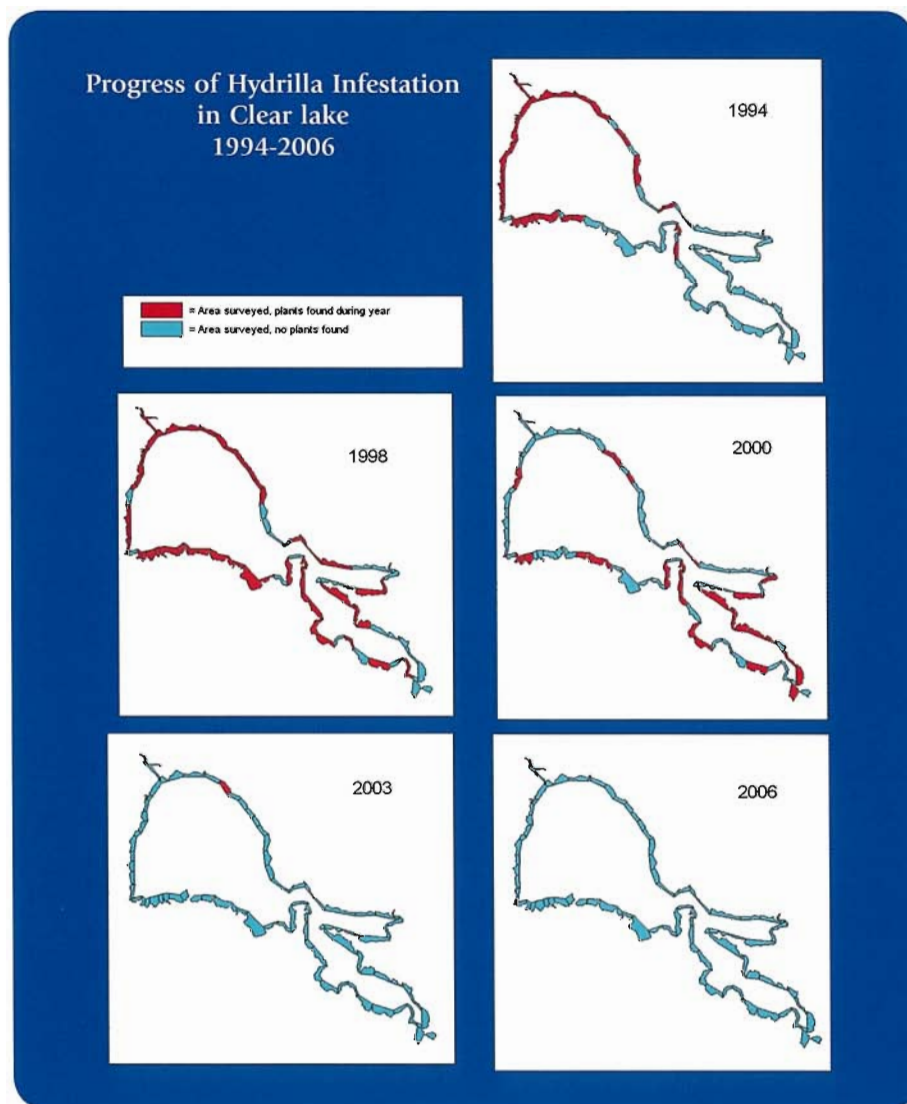 Progress of Hydrilla Infestation
in Clear lake
1994-2006
1994
= Area surveyed, plants found during year
= Area surveyed, no plants found
1998
2000
2003
2006